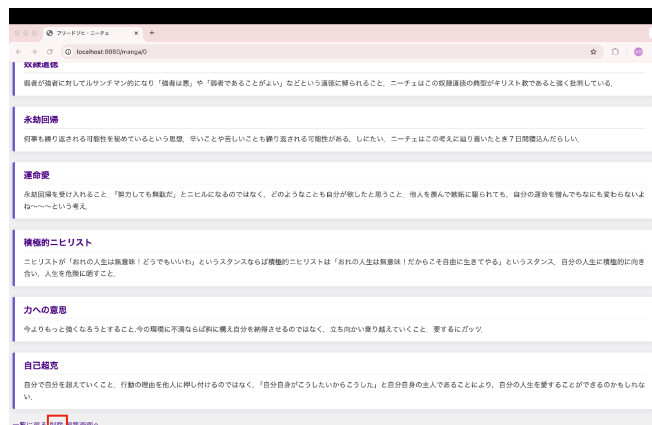 フリードリヒ・ニーチェ
localhost:8080/manga/0
奴隷道徳
弱者が強者に対してルサンチマン的になり「強者は悪」や「弱者であることがよい」などという道徳に縛られること。ニーチェはこの奴隷道徳の典型がキリスト教であると強く批判している。
永劫回帰
何事も繰り返される可能性を秘めているという思想。辛いことや苦しいことも繰り返される可能性がある。しにたい。ニーチェはこの考えに辿り着いたとき7日間寝込んだらしい。
運命愛
永劫回帰を受け入れること。「努力しても無駄だ」とニヒルになるのではなく、どのようなことも自分が欲したと思うこと。他人を羨んで嫉妬に駆られても、自分の運命を憎んでもなにも変わらないよ
ね〜〜〜という考え。
積極的ニヒリスト
ニヒリストが「おれの人生は無意味！どうでもいいわ」というスタンスならば積極的ニヒリストは「おれの人生は無意味！だからこそ自由に生きてやる」というスタンス。自分の人生に積極的に向き
合い、人生を危険に晒すこと。
力への意思
今よりもっと強くなろうとすること.今の環境に不満ならば斜に構え自分を納得させるのではなく、立ち向かい乗り越えていくこと。要するにガッツ。
自己超克
自分で自分を超えていくこと。行動の理由を他人に押し付けるのではなく、「自分自身がこうしたいからこうした」と自分自身の主人であることにより、自分の人生を愛することができるのかもしれな
い。
一覧に戻る 削除 編集画面へ